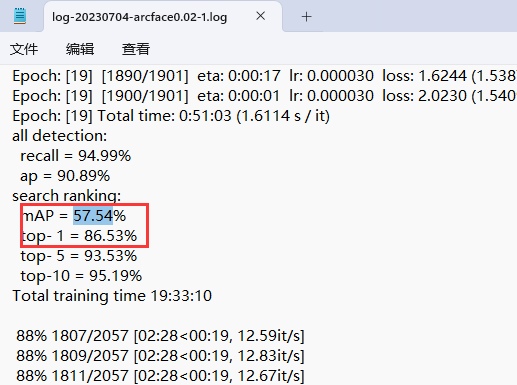 log-20230704-arcface0.02-1.log
文件 编辑 查看
Epoch: [19] [1890/1901] eta: 0:00:17 lr: 0.000030 loss: 1.6244 (1.538
Epoch: [19] [1900/1901] eta: 0:00:01 lr: 0.000030 loss: 2.0230 (1.540
Epoch: [19] Total time: 0:51:03 (1.6114 s / it)
all detection:
recall = 94.99%
ap = 90.89%
search ranking:
mAP = 57.54%
top- 1 = 86.53%
top- 5 = 93.53%
top-10 = 95.19%
Total training time 19:33:10
88% 1807/2057 [02:28<00:19, 12.59it/s]
88% 1809/2057 [02:28<00:19, 12.83it/s]
88% 1811/2057 [02:28<00:19, 12.67it/s]